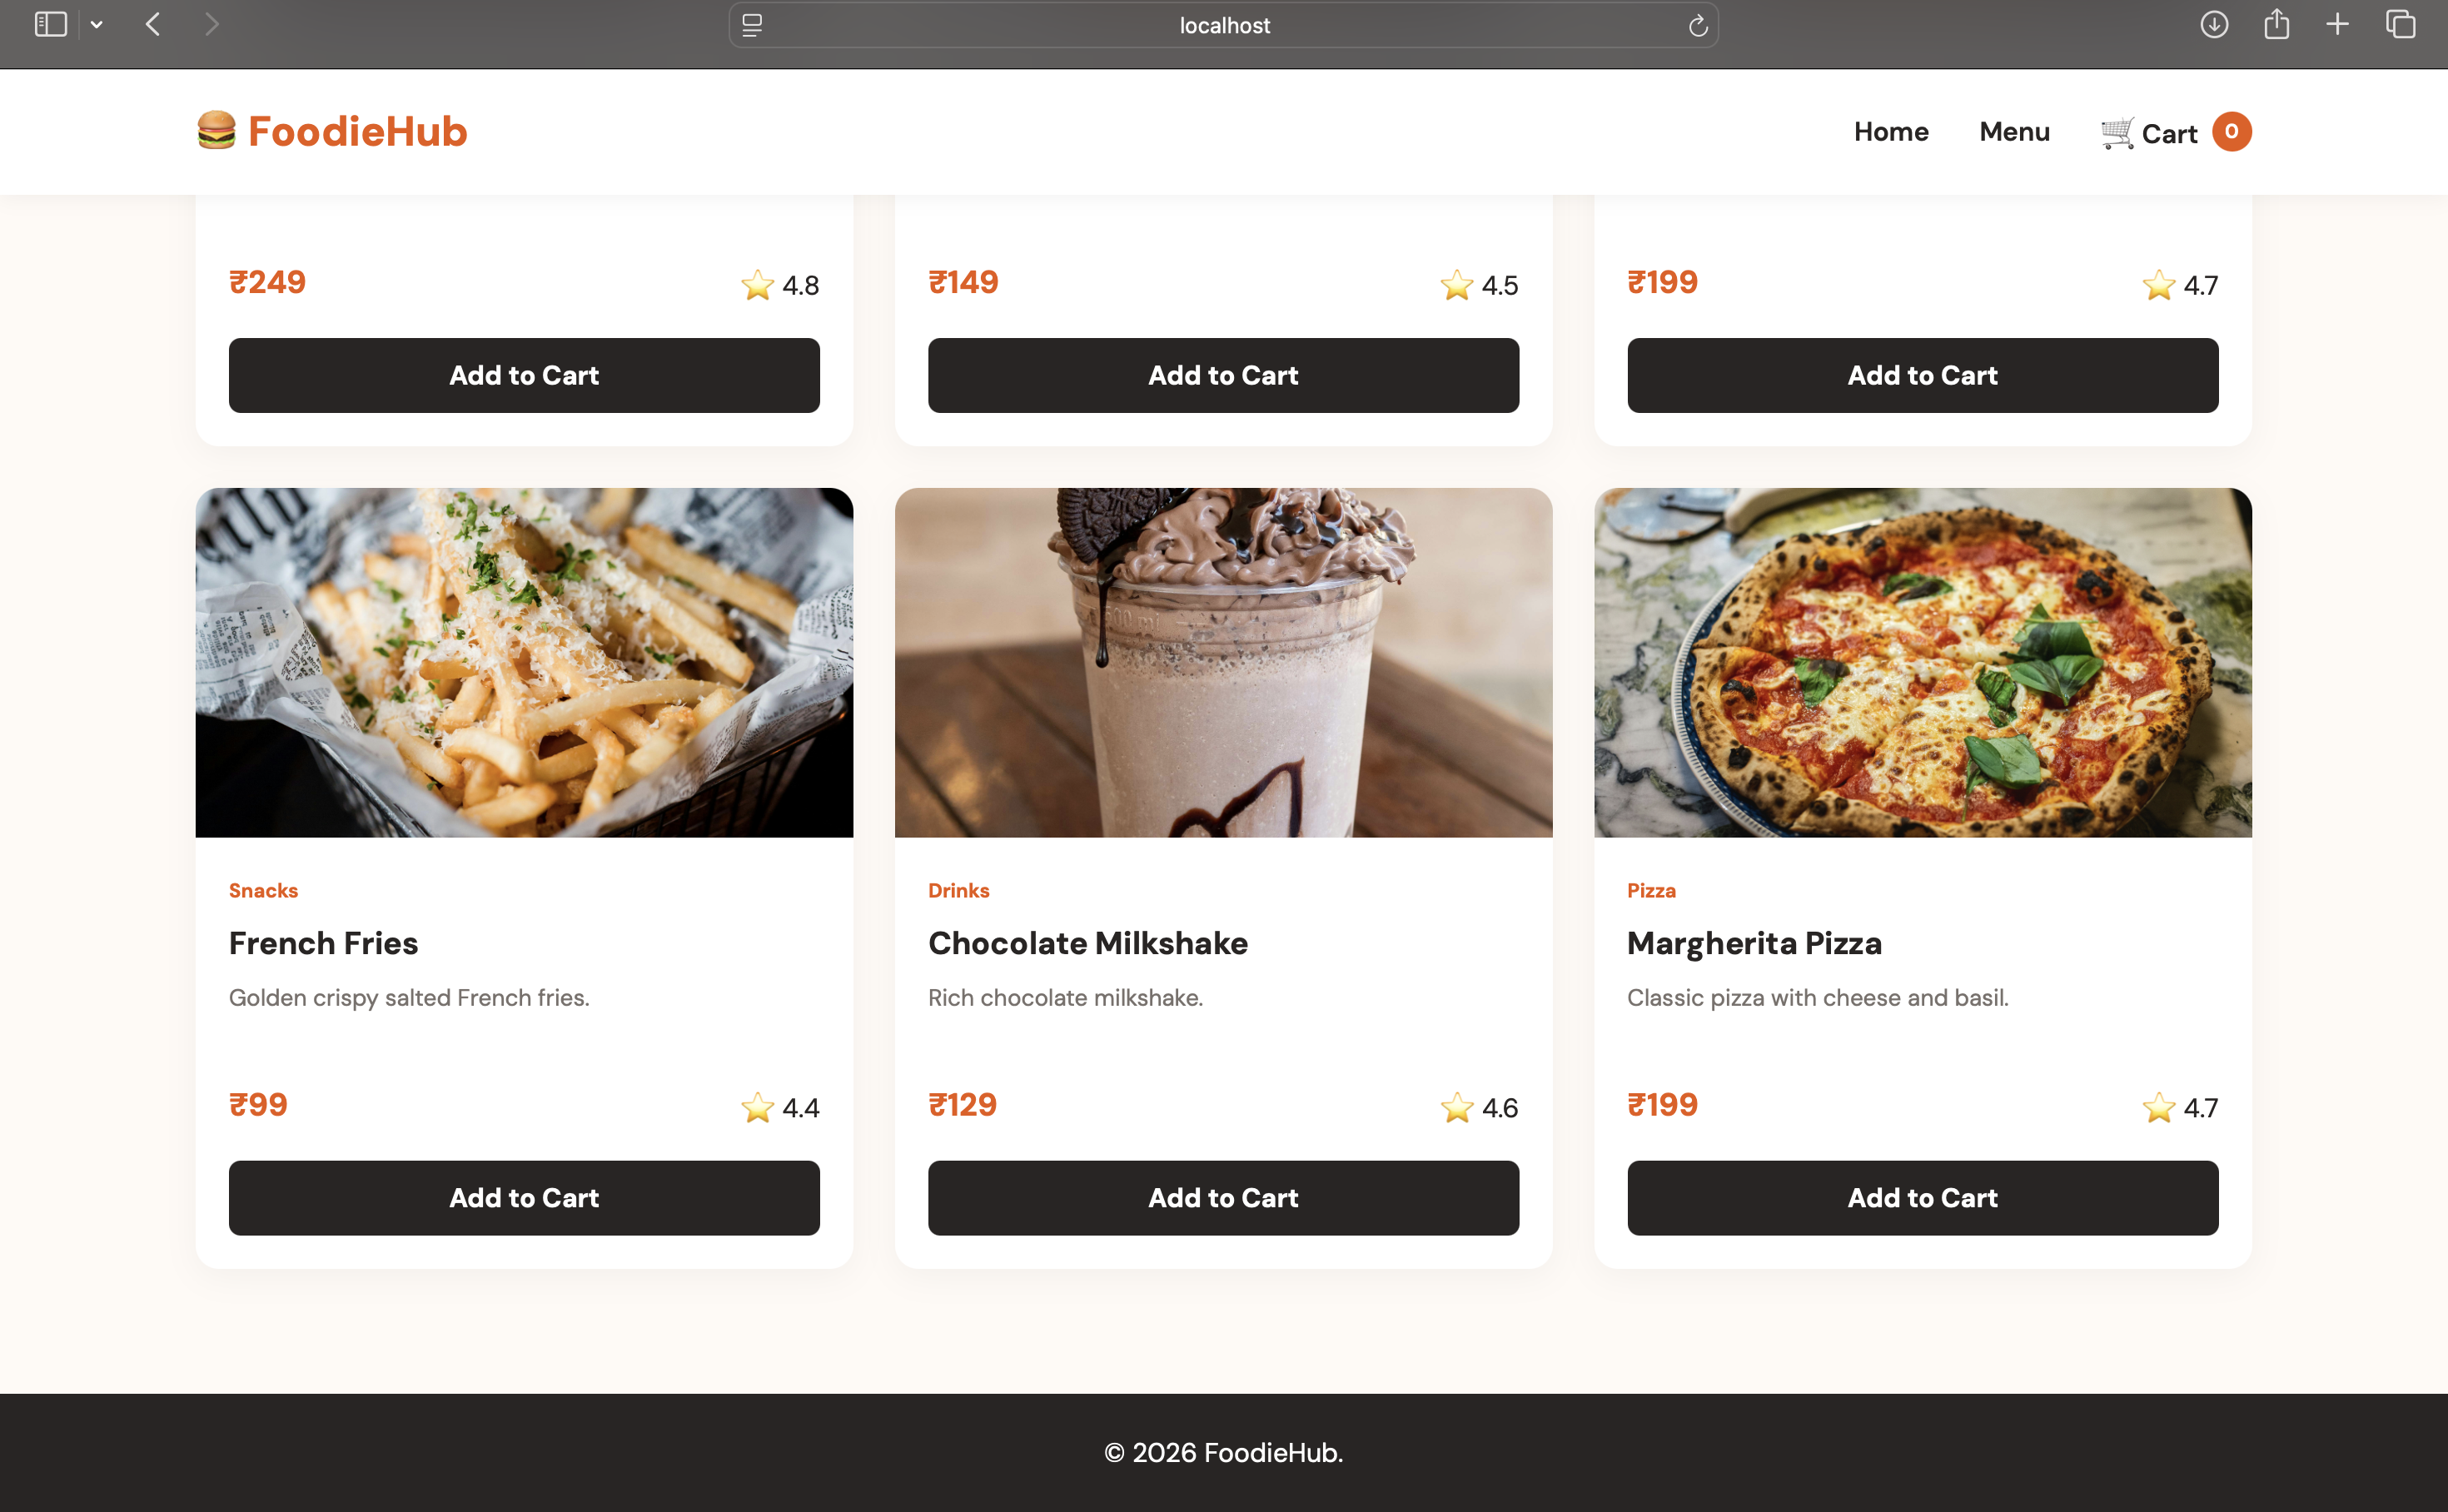 localhost
FoodieHub
Home Menu Cart 0
₹249 4.8
₹149 4.5
₹199 4.7
Add to Cart
Add to Cart
Add to Cart
500 ml
Snacks
French Fries
Golden crispy salted French fries.
₹99 4.4
Add to Cart
Drinks
Chocolate Milkshake
Rich chocolate milkshake.
₹129 4.6
Add to Cart
Pizza
Margherita Pizza
Classic pizza with cheese and basil.
₹199 4.7
Add to Cart
© 2026 FoodieHub.